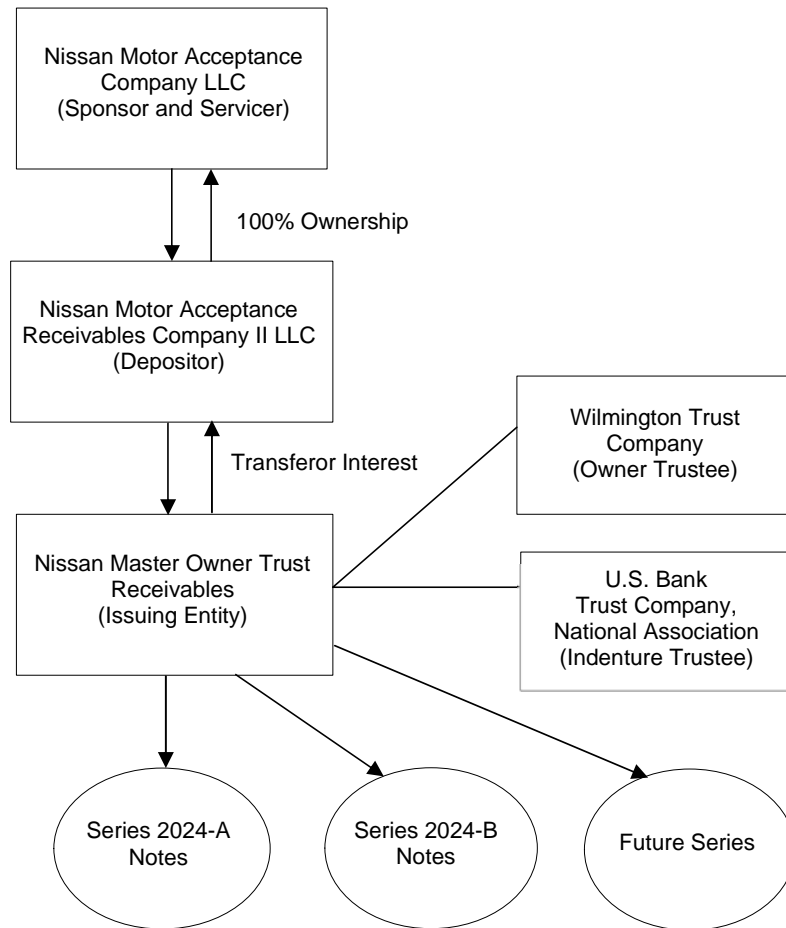 Nissan Motor Acceptance
Company LLC
(Sponsor and Servicer)
100% Ownership
Nissan Motor Acceptance
Receivables Company II LLC
(Depositor)
Wilmington Trust
Company
(Owner Trustee)
Transferor Interest
Nissan Master Owner Trust
Receivables
(Issuing Entity)
U.S. Bank
Trust Company,
National Association
(Indenture Trustee)
Series 2024-A
Notes
Series 2024-B
Notes
Future Series